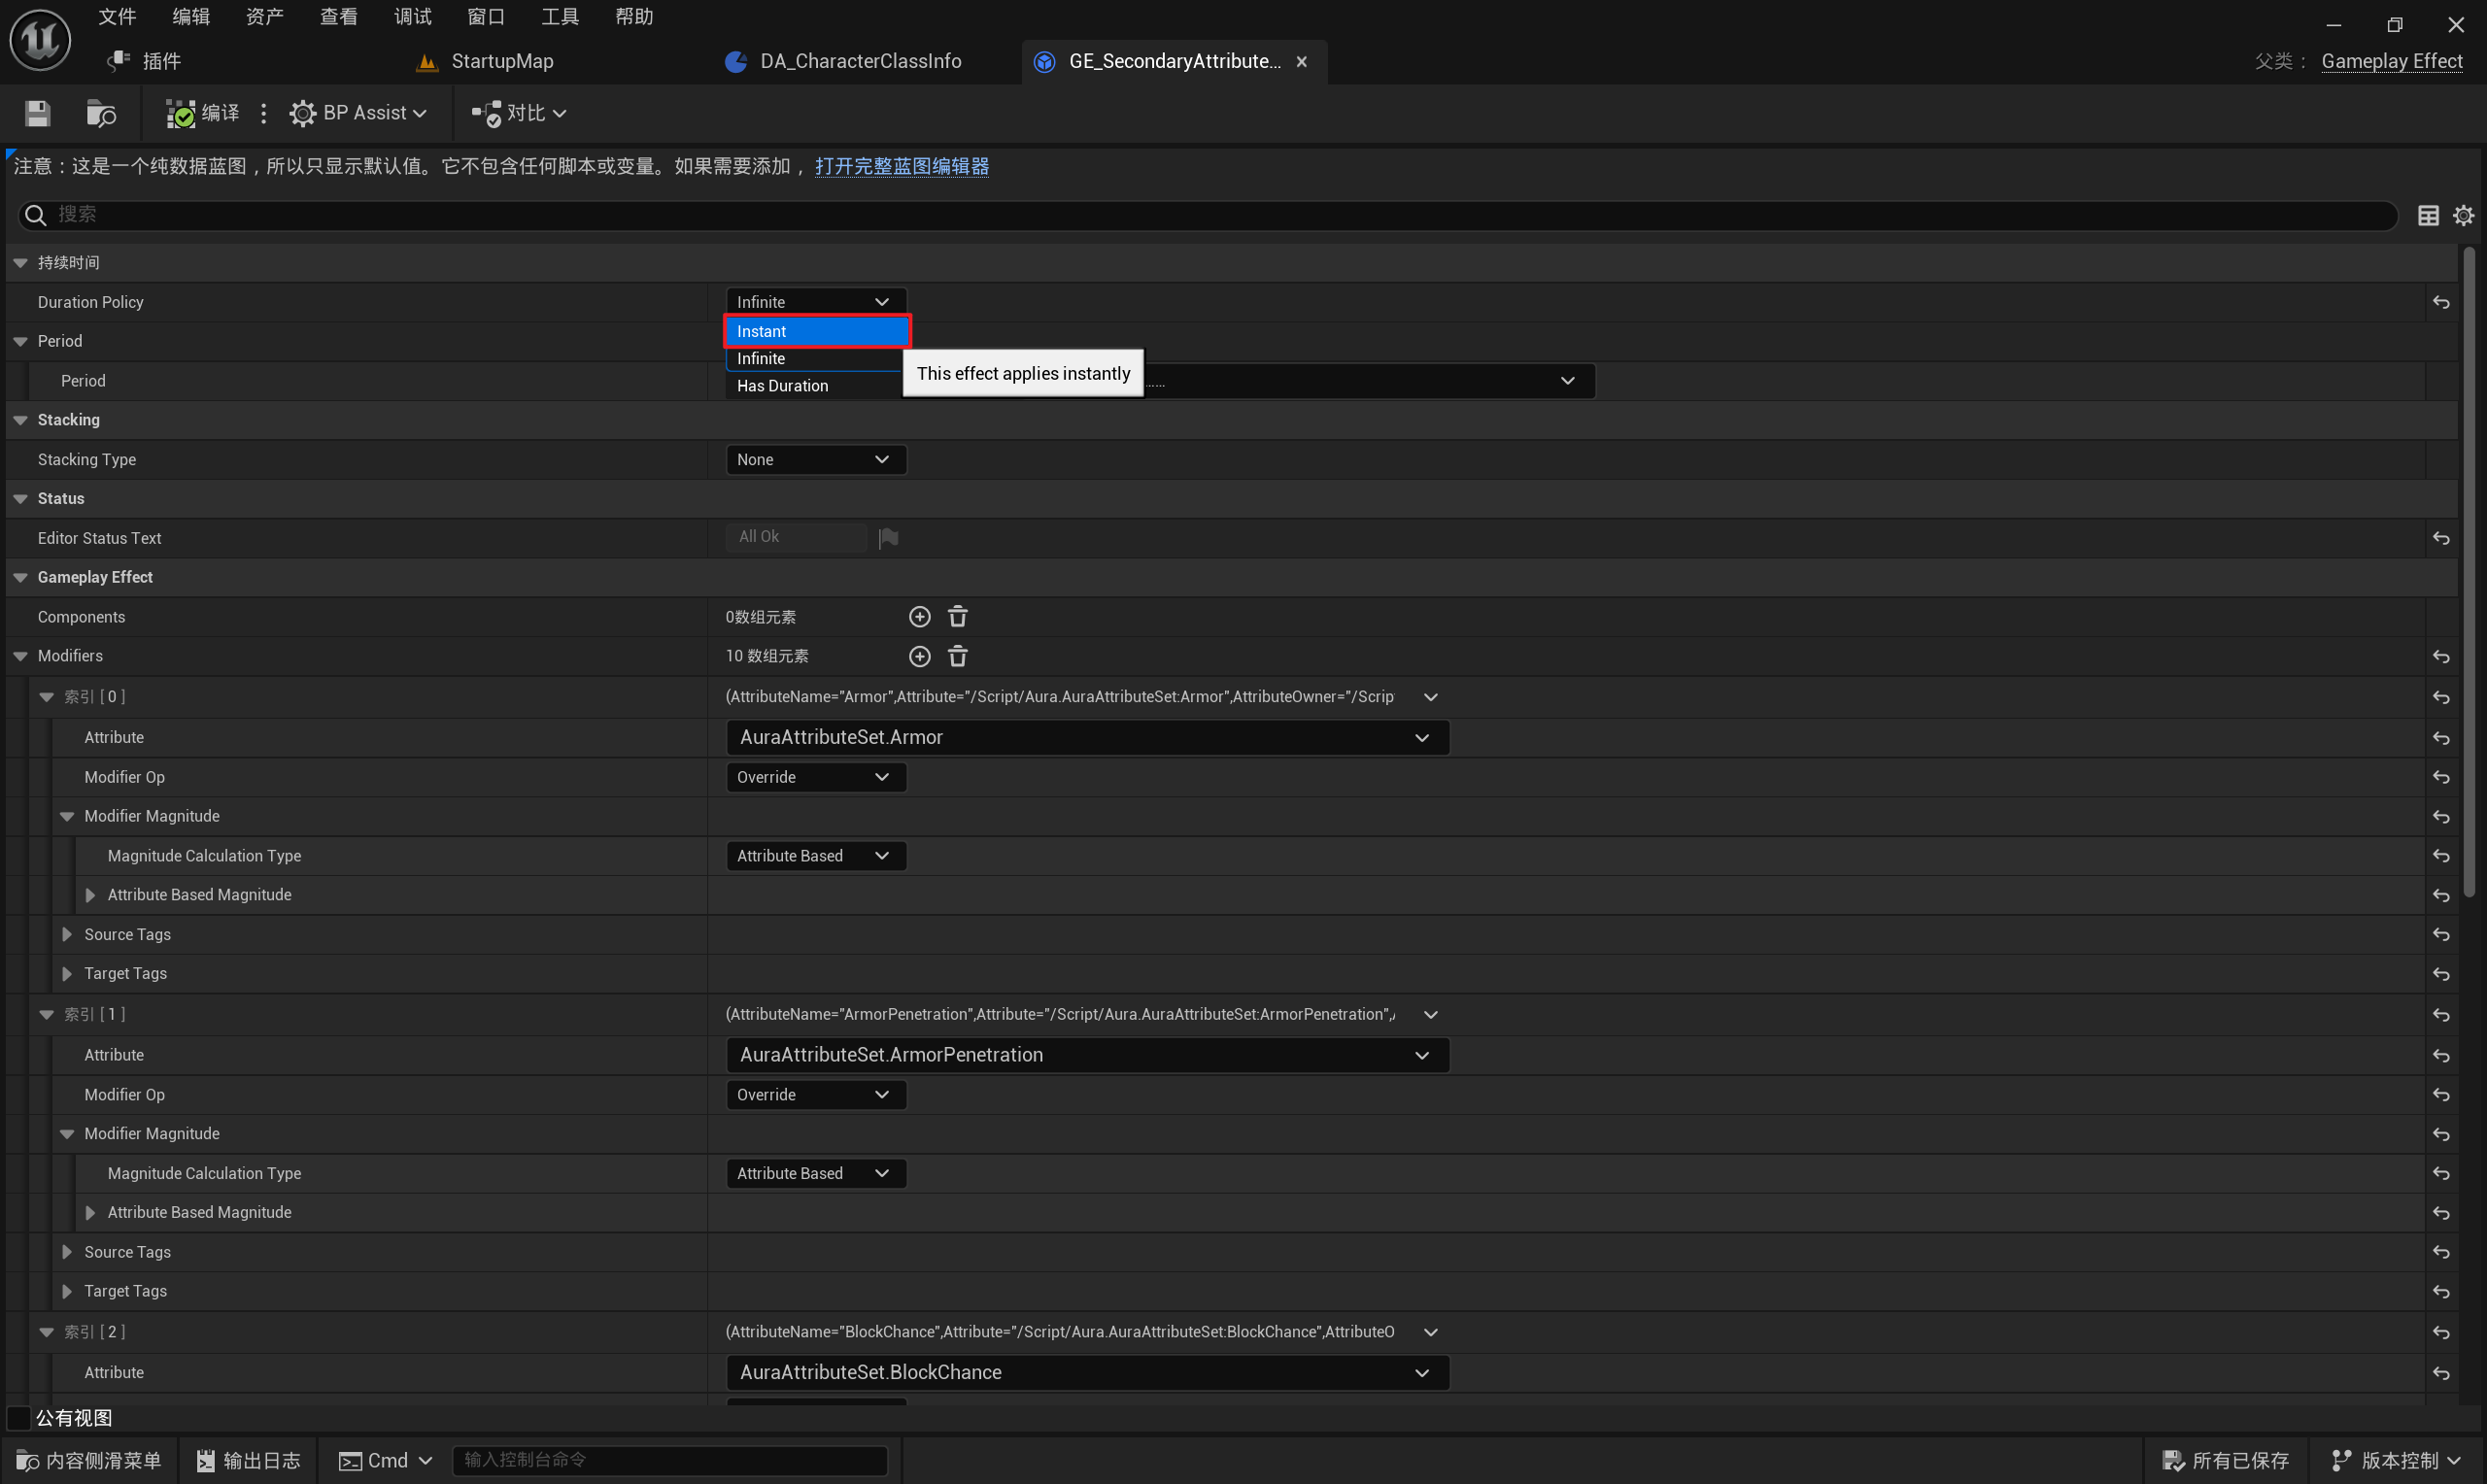 文件 编辑 资产 查看 调试 窗口 工具 帮助
插件 StartupMap DA_CharacterClassInfo GE_SecondaryAttribute... 父类： Gameplay Effect
编译 BP Assist 对比
注意：这是一个纯数据蓝图，所以只显示默认值。它不包含任何脚本或变量。如果需要添加， 打开完整蓝图编辑器
搜索
持续时间
Duration Policy Infinite
Instant
Period
Infinite
This effect applies instantly
Period Has Duration ......
Stacking
Stacking Type None
Status
Editor Status Text All Ok
Gameplay Effect
Components 0数组元素
Modifiers 10 数组元素
索引 [ 0 ] (AttributeName="Armor",Attribute="/Script/Aura.AuraAttributeSet:Armor",AttributeOwner="/Scrip
Attribute AuraAttributeSet.Armor
Modifier Op Override
Modifier Magnitude
Magnitude Calculation Type Attribute Based
Attribute Based Magnitude
Source Tags
Target Tags
索引 [ 1 ] (AttributeName="ArmorPenetration",Attribute="/Script/Aura.AuraAttributeSet:ArmorPenetration",
Attribute AuraAttributeSet.ArmorPenetration
Modifier Op Override
Modifier Magnitude
Magnitude Calculation Type Attribute Based
Attribute Based Magnitude
Source Tags
Target Tags
索引 [ 2 ] (AttributeName="BlockChance",Attribute="/Script/Aura.AuraAttributeSet:BlockChance",AttributeO
Attribute AuraAttributeSet.BlockChance
公有视图
内容侧滑菜单 输出日志 Cmd 输入控制台命令 所有已保存 版本控制